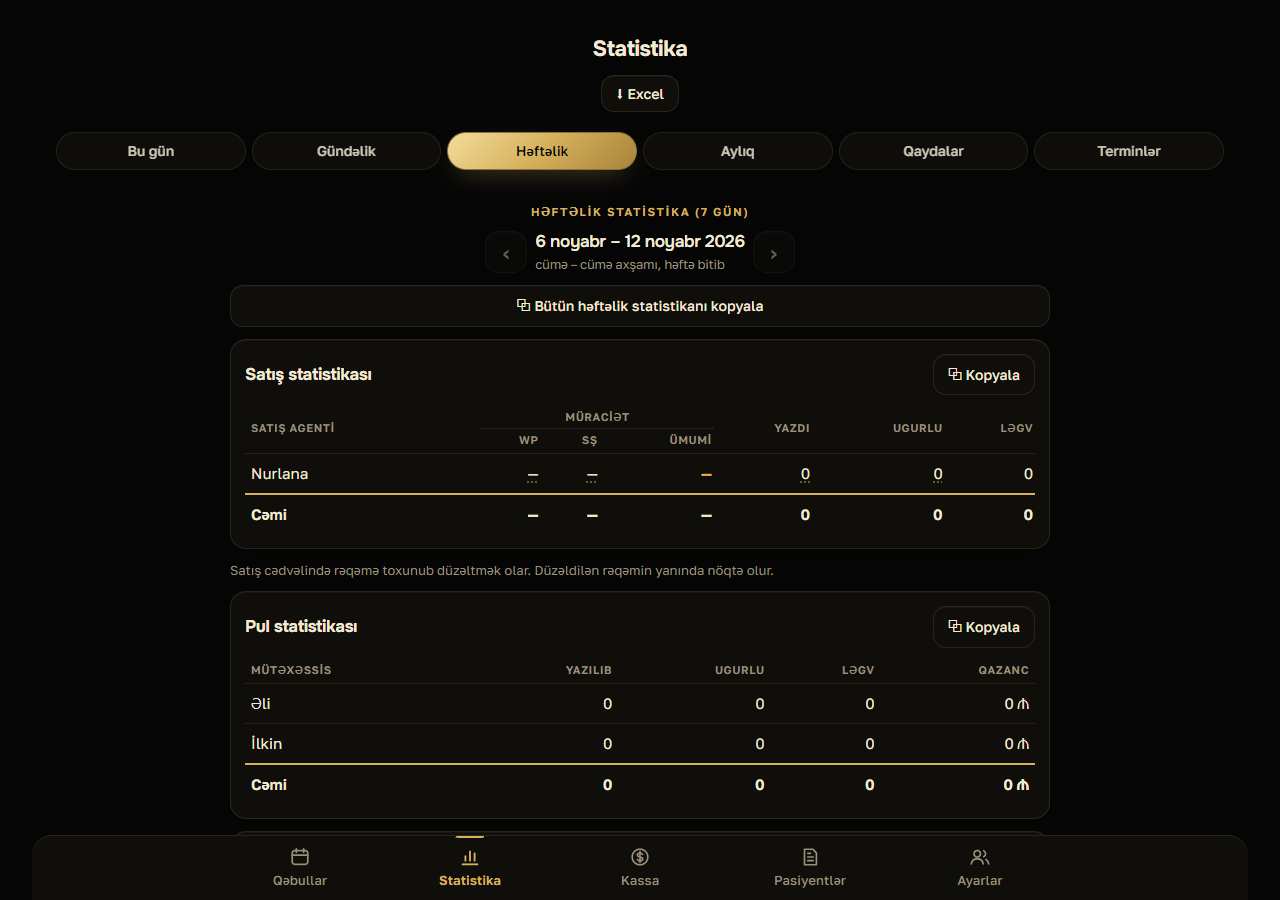 Statistika
⭳ Excel
Bu gün Gündəlik Həftəlik Aylıq Qaydalar Terminlər
HƏFTƏLİK STATİSTİKA (7 GÜN)
‹ 6 noyabr – 12 noyabr 2026 ›
cümə – cümə axşamı, həftə bitib
Bütün həftəlik statistikanı kopyala
Satış statistikası Kopyala
MÜRACİƏT
SATIŞ AGENTİ YAZDI UGURLU LƏGV
WP SŞ ÜMUMİ
Nurlana – – – 0 0 0
Cəmi – – – 0 0 0
Satış cədvəlində rəqəmə toxunub düzəltmək olar. Düzəldilən rəqəmin yanında nöqtə olur.
Pul statistikası Kopyala
MÜTƏXƏSSİS YAZILIB UGURLU LƏGV QAZANC
Əli 0 0 0 0 ₼
İlkin 0 0 0 0 ₼
Cəmi 0 0 0 0 ₼
Qəbullar Statistika Kassa Pasiyentlər Ayarlar